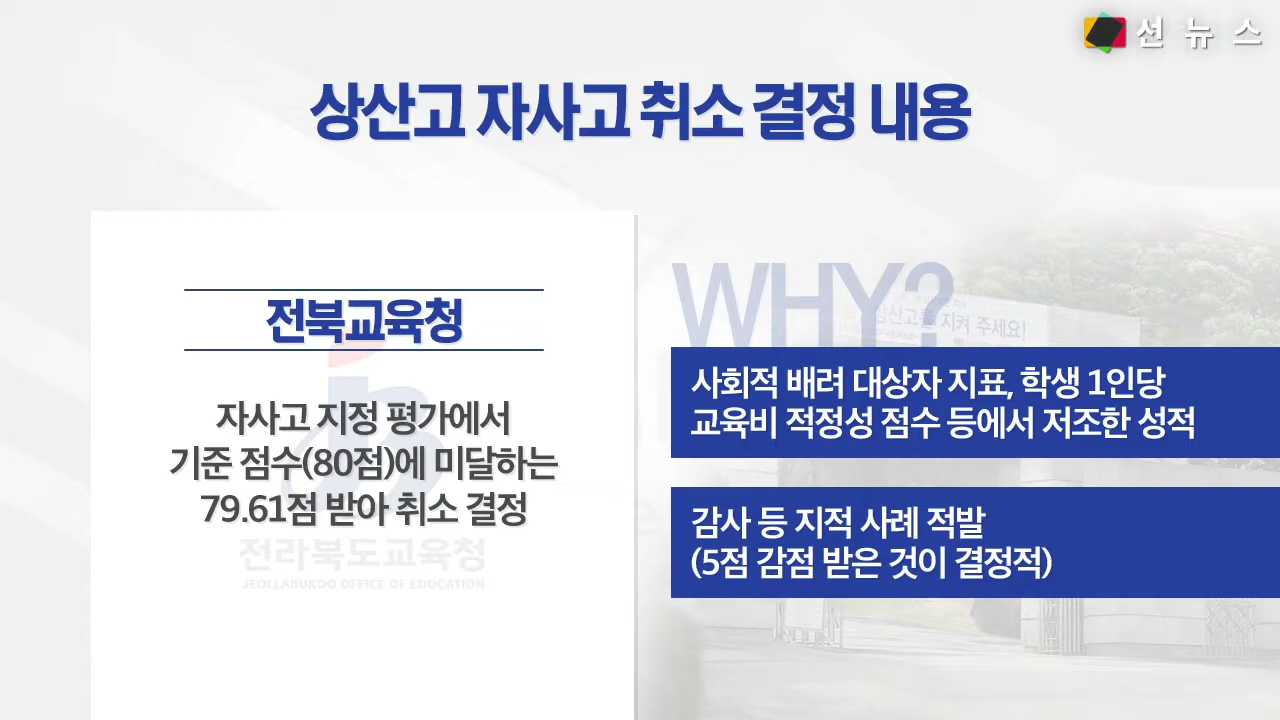 선뉴스
상산고 자사고 취소 결정 내용
전북교육청
자사고 지정 평가에서
기준 점수(80점)에 미달하는
79.61점 받아 취소 결정
전라북도교육청
JEOLLABUKDO OFFICE OF EDUCATION
WHY?
상산고를 지켜 주세요!
사회적 배려 대상자 지표, 학생 1인당
교육비 적정성 점수 등에서 저조한 성적
감사 등 지적 사례 적발
(5점 감점 받은 것이 결정적)